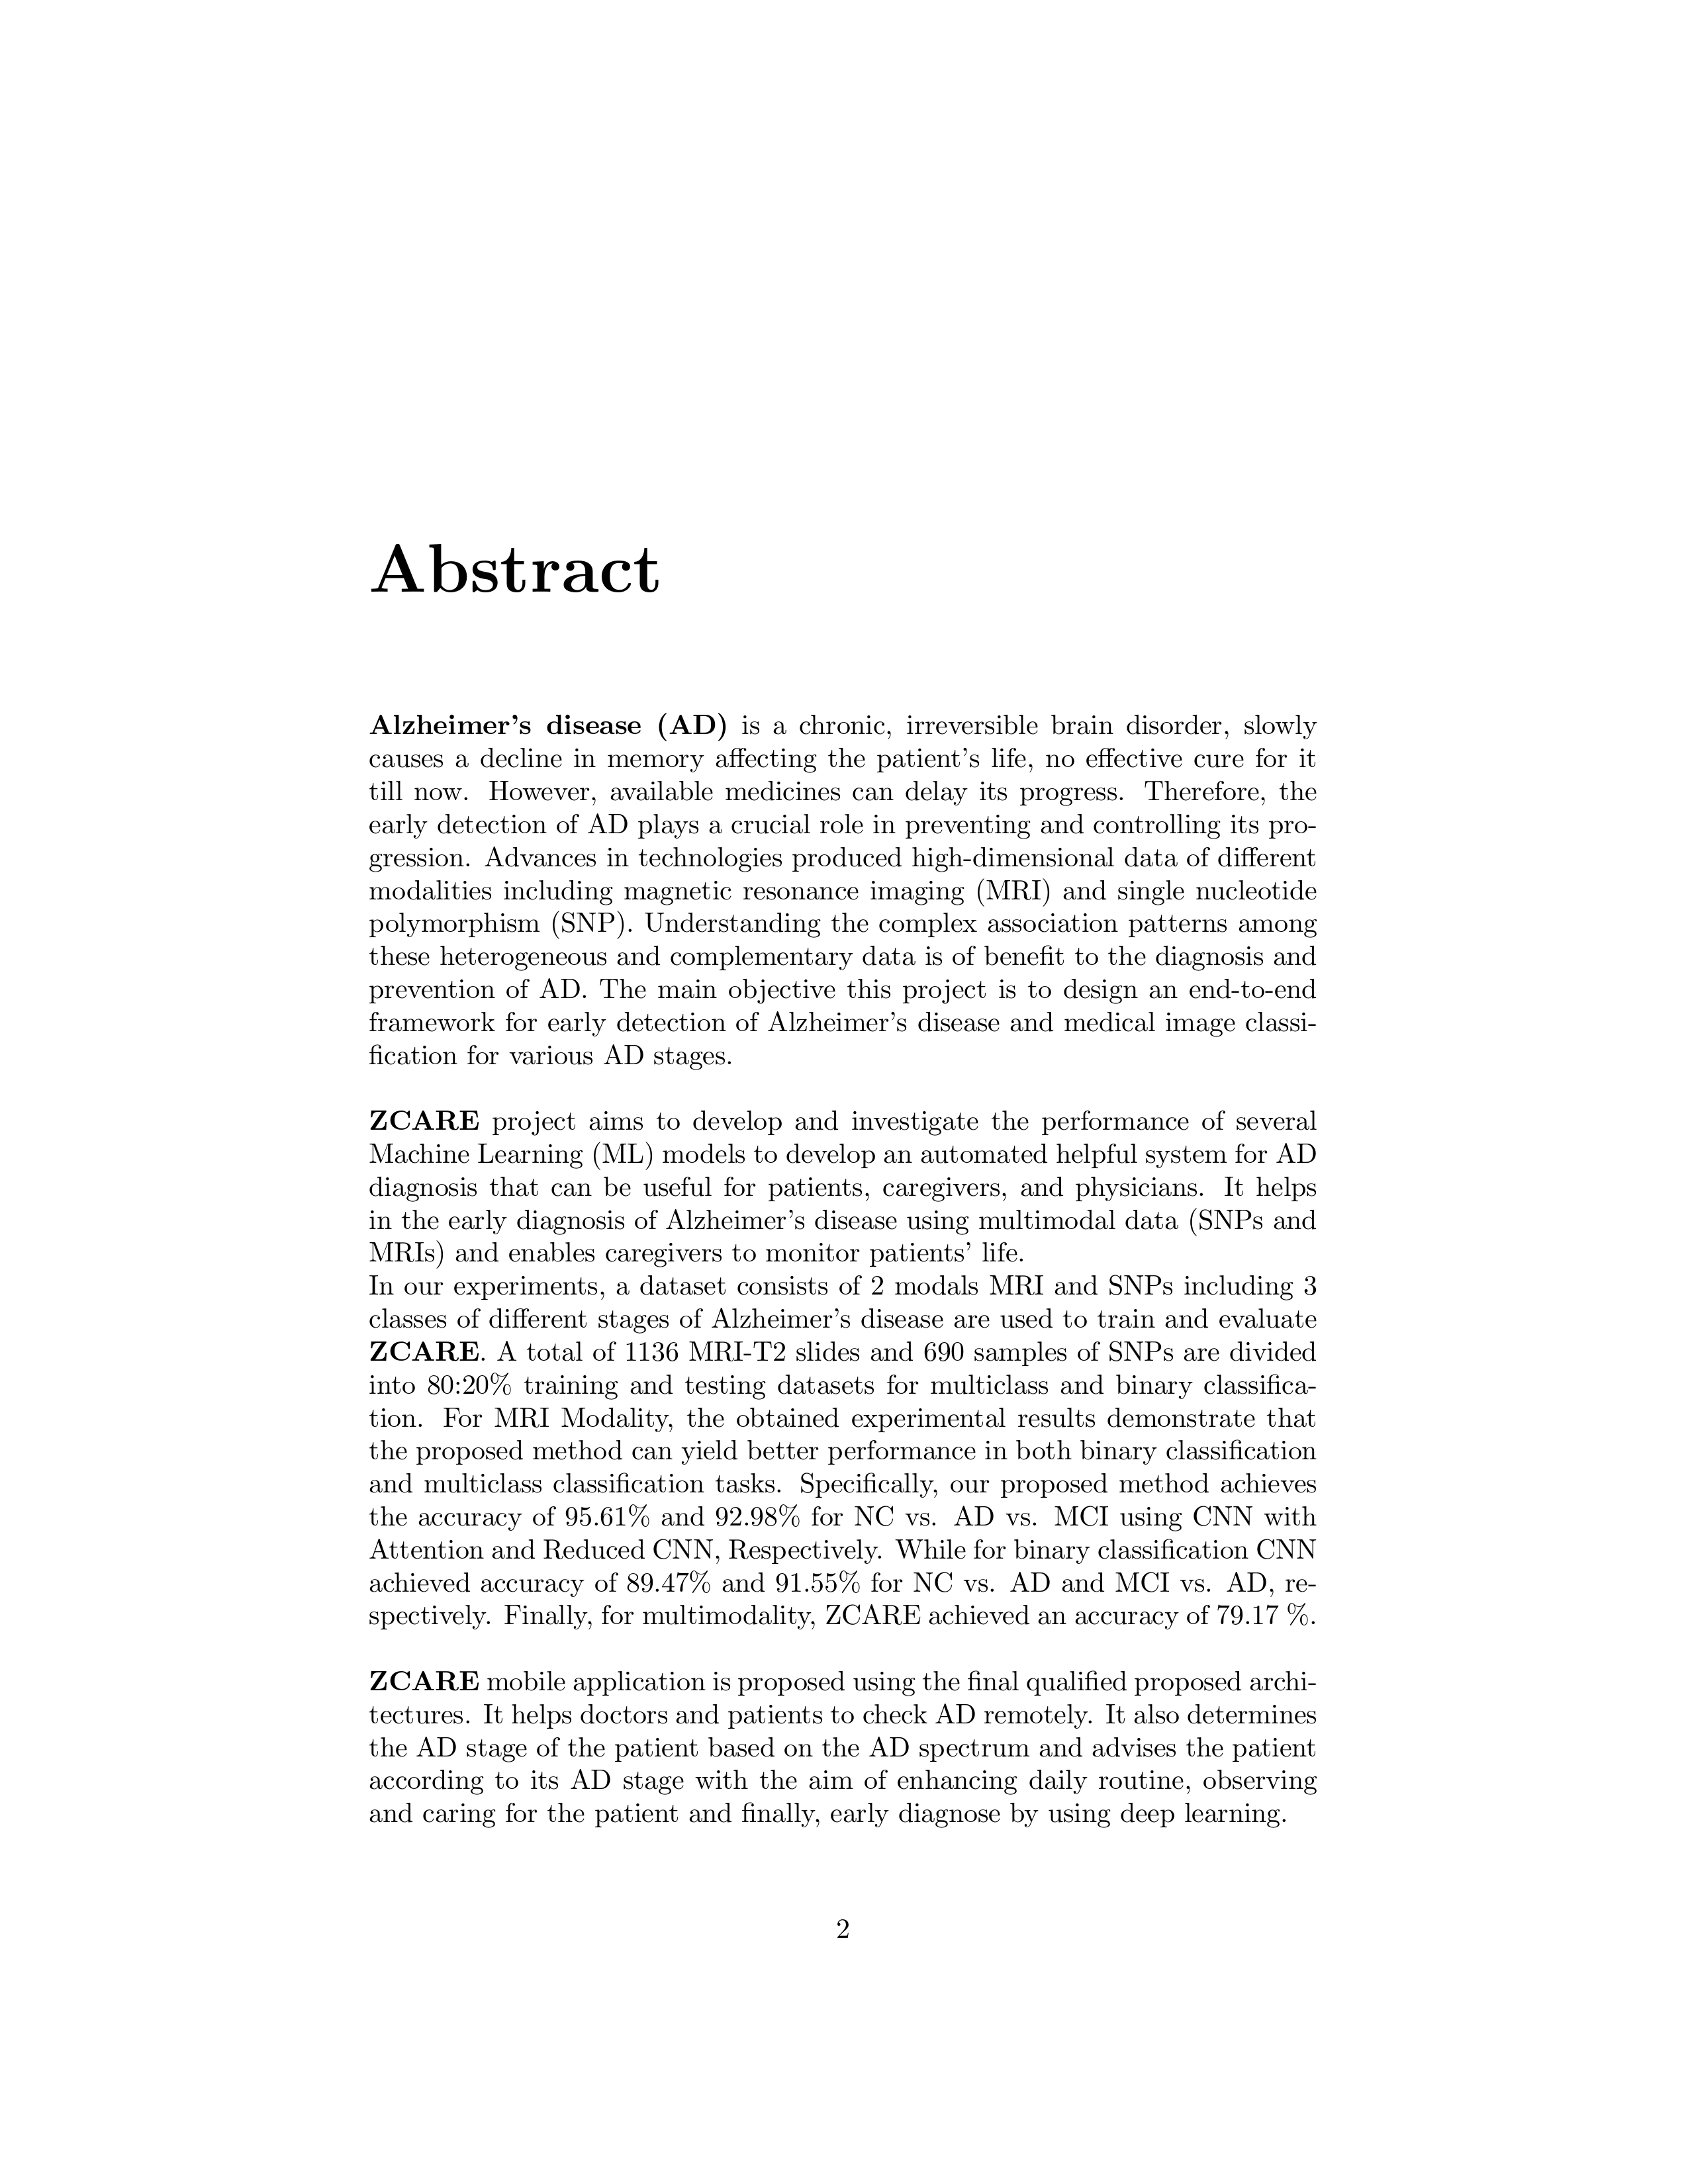 Abstract
Alzheimer's disease (AD) is a chronic, irreversible brain disorder, slowly
causes a decline in memory affecting the patient's life, no effective cure for it
till now. However, available medicines can delay its progress. Therefore, the
early detection of AD plays a crucial role in preventing and controlling its pro-
gression. Advances in technologies produced high-dimensional data of different
modalities including magnetic resonance imaging (MRI) and single nucleotide
polymorphism (SNP). Understanding the complex association patterns among
these heterogeneous and complementary data is of benefit to the diagnosis and
prevention of AD. The main objective this project is to design an end-to-end
framework for early detection of Alzheimer's disease and medical image classi-
fication for various AD stages.
ZCARE project aims to develop and investigate the performance of several
Machine Learning (ML) models to develop an automated helpful system for AD
diagnosis that can be useful for patients, caregivers, and physicians. It helps
in the early diagnosis of Alzheimer's disease using multimodal data (SNPs and
MRIs) and enables caregivers to monitor patients' life.
In our experiments, a dataset consists of 2 modals MRI and SNPs including 3
classes of different stages of Alzheimer's disease are used to train and evaluate
ZCARE. A total of 1136 MRI-T2 slides and 690 samples of SNPs are divided
into 80:20% training and testing datasets for multiclass and binary classifica-
tion. For MRI Modality, the obtained experimental results demonstrate that
the proposed method can yield better performance in both binary classification
and multiclass classification tasks. Specifically, our proposed method achieves
the accuracy of 95.61% and 92.98% for NC vs. AD vs. MCI using CNN with
Attention and Reduced CNN, Respectively. While for binary classification CNN
achieved accuracy of 89.47% and 91.55% for NC vs. AD and MCI vs. AD, re-
spectively. Finally, for multimodality, ZCARE achieved an accuracy of 79.17 %.
ZCARE mobile application is proposed using the final qualified proposed archi-
tectures. It helps doctors and patients to check AD remotely. It also determines
the AD stage of the patient based on the AD spectrum and advises the patient
according to its AD stage with the aim of enhancing daily routine, observing
and caring for the patient and finally, early diagnose by using deep learning.
2